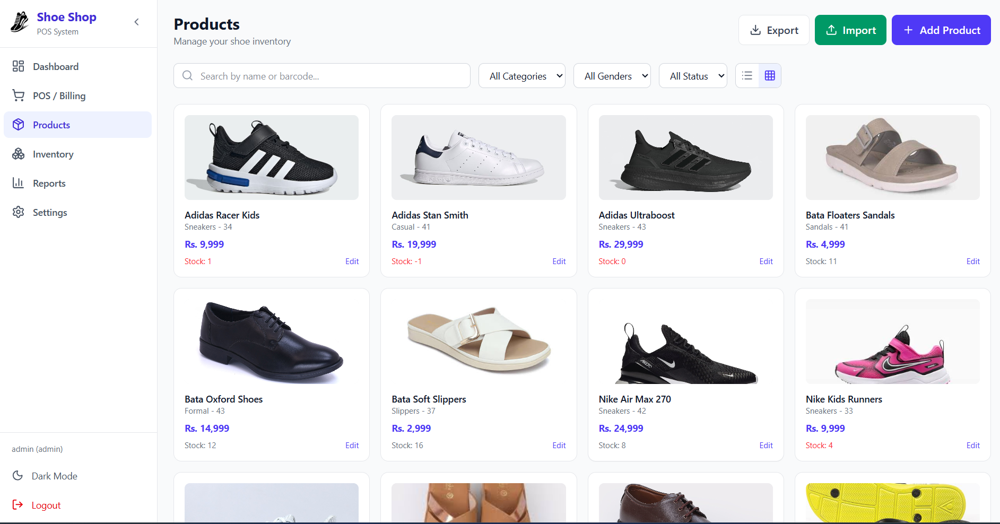 Shoe Shop
POS System
Dashboard
POS / Billing
Products
Inventory
Reports
Settings
admin (admin)
Dark Mode
Logout
Products
Manage your shoe inventory
Export
Import
Add Product
Search by name or barcode...
All Categories
All Genders
All Status
Adidas Racer Kids
Sneakers - 34
Rs. 9,999
Stock: 1
Edit
Adidas Stan Smith
Casual - 41
Rs. 19,999
Stock: -1
Edit
Adidas Ultraboost
Sneakers - 43
Rs. 29,999
Stock: 0
Edit
Bata Floaters Sandals
Sandals - 41
Rs. 4,999
Stock: 11
Edit
Bata Oxford Shoes
Formal - 43
Rs. 14,999
Stock: 12
Edit
Bata Soft Slippers
Slippers - 37
Rs. 2,999
Stock: 16
Edit
Nike Air Max 270
Sneakers - 42
Rs. 24,999
Stock: 8
Edit
Nike Kids Runners
Sneakers - 33
Rs. 9,999
Stock: 4
Edit